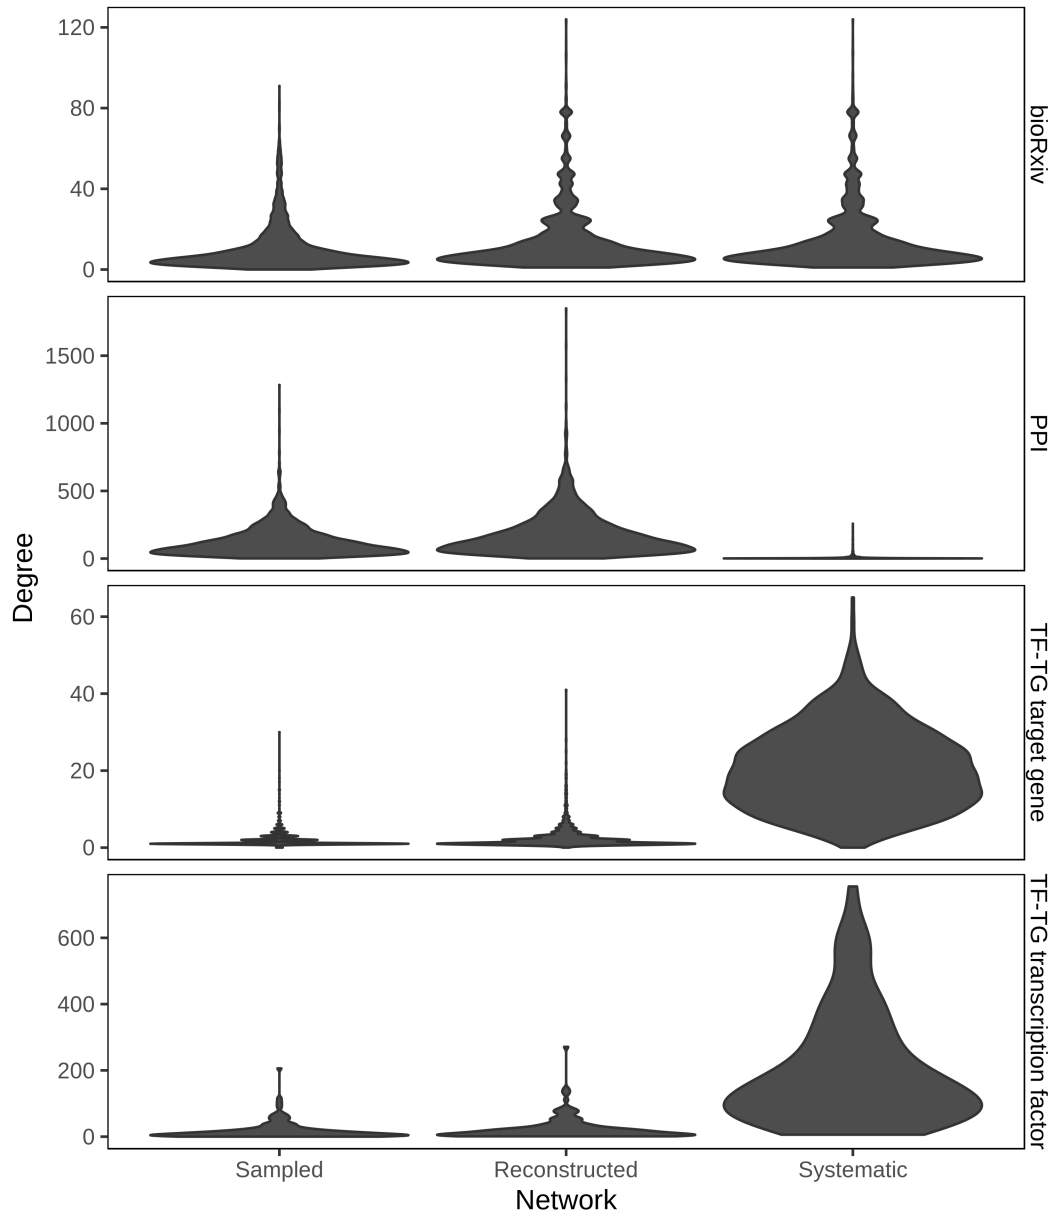 120
80
40
0
bioRxiv
1500
1000
500
0
PPI
Degree
60
40
20
0
TF-TG target gene
600
400
200
0
TF-TG transcription factor
Sampled
Reconstructed
Systematic
Network